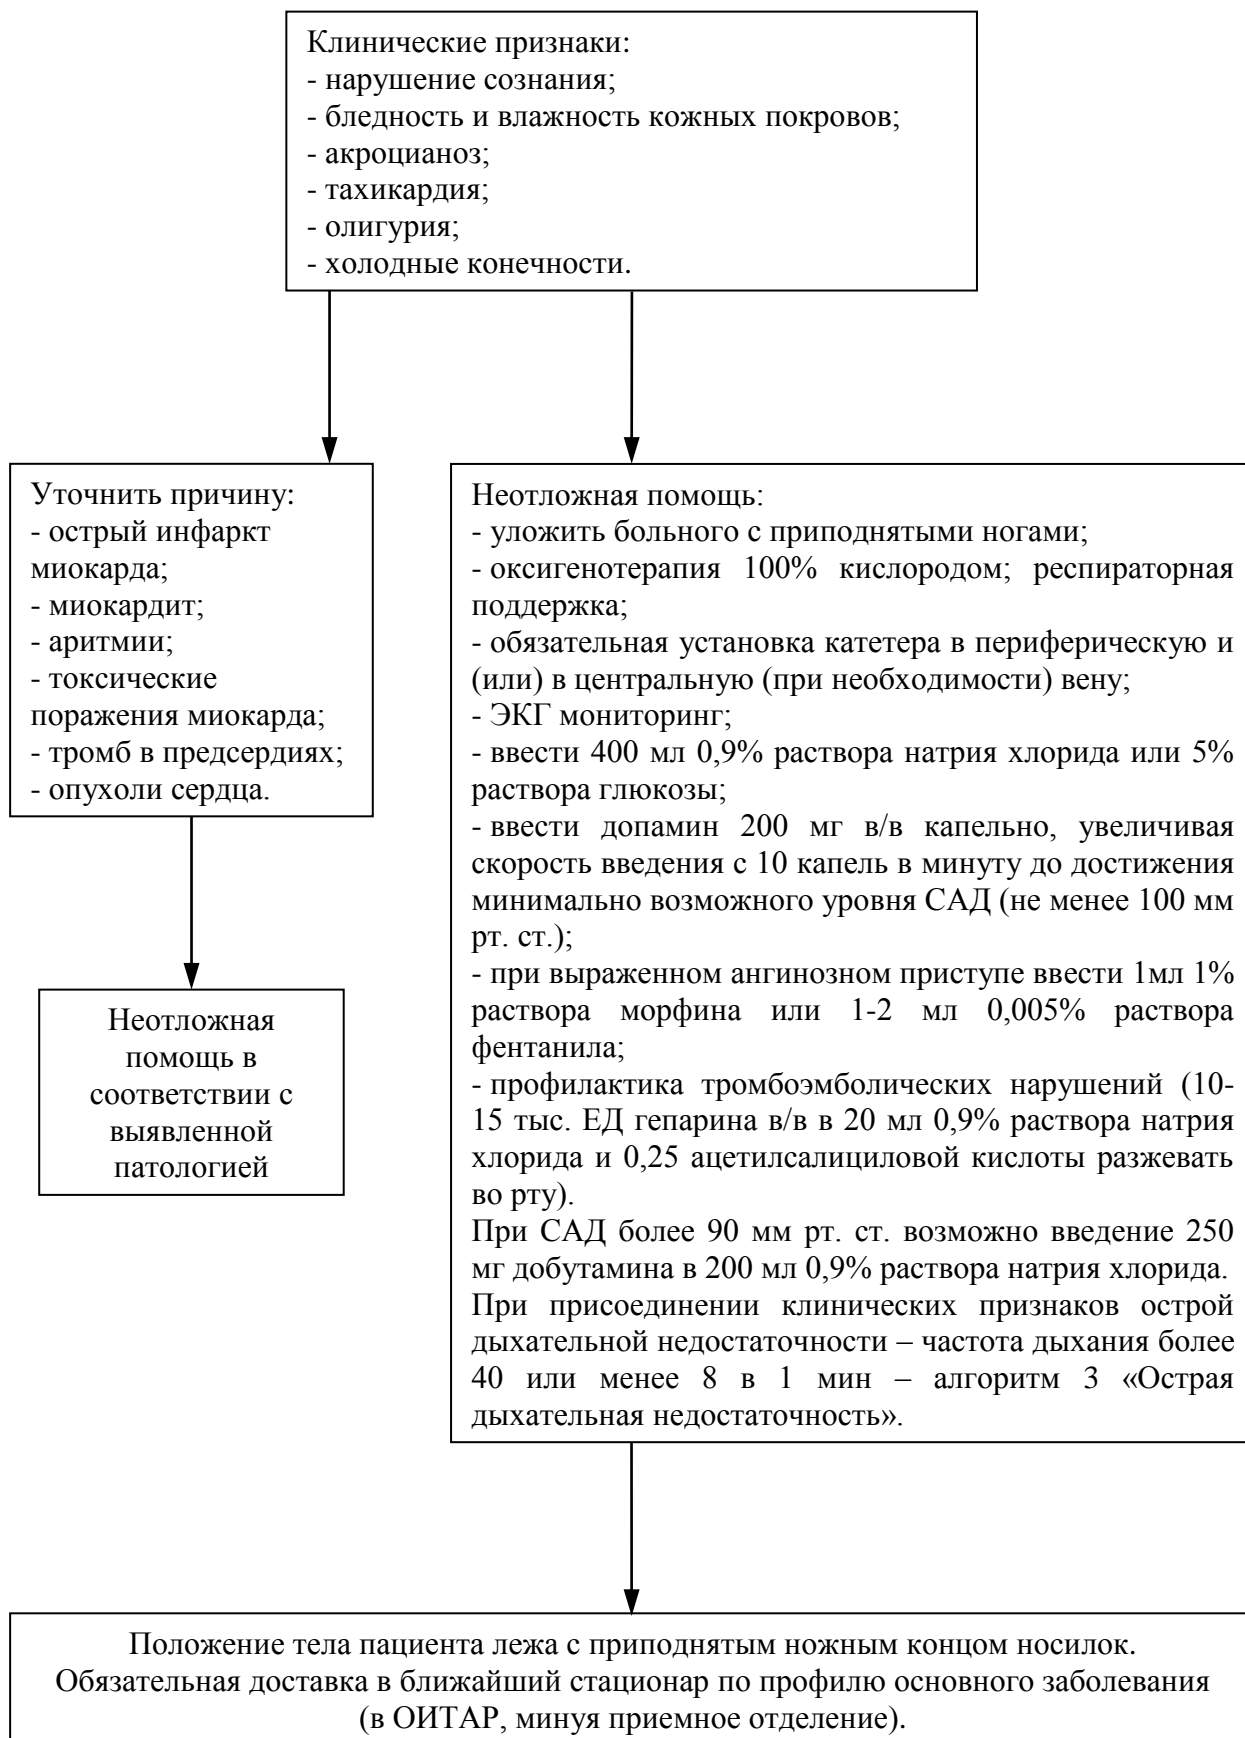 Клинические признаки:
- нарушение сознания;
- бледность и влажность кожных покровов;
- акроцианоз;
- тахикардия;
- олигурия;
- холодные конечности.
Уточнить причину:
- острый инфаркт
миокарда;
- миокардит;
- аритмии;
- токсические
поражения миокарда;
- тромб в предсердиях;
- опухоли сердца.
Неотложная
помощь в
соответствии с
выявленной
патологией
Неотложная помощь:
- уложить больного с приподнятыми ногами;
- оксигенотерапия 100% кислородом; респираторная
поддержка;
- обязательная установка катетера в периферическую и
(или) в центральную (при необходимости) вену;
- ЭКГ мониторинг;
- ввести 400 мл 0,9% раствора натрия хлорида или 5%
раствора глюкозы;
- ввести допамин 200 мг в/в капельно, увеличивая
скорость введения с 10 капель в минуту до достижения
минимально возможного уровня САД (не менее 100 мм
рт. ст.);
- при выраженном ангинозном приступе ввести 1мл 1%
раствора морфина или 1-2 мл 0,005% раствора
фентанила;
- профилактика тромбоэмболических нарушений (10-
15 тыс. ЕД гепарина в/в в 20 мл 0,9% раствора натрия
хлорида и 0,25 ацетилсалициловой кислоты разжевать
во рту).
При САД более 90 мм рт. ст. возможно введение 250
мг добутамина в 200 мл 0,9% раствора натрия хлорида.
При присоединении клинических признаков острой
дыхательной недостаточности – частота дыхания более
40 или менее 8 в 1 мин – алгоритм 3 «Острая
дыхательная недостаточность».
Положение тела пациента лежа с приподнятым ножным концом носилок.
Обязательная доставка в ближайший стационар по профилю основного заболевания
(в ОИТАР, минуя приемное отделение).